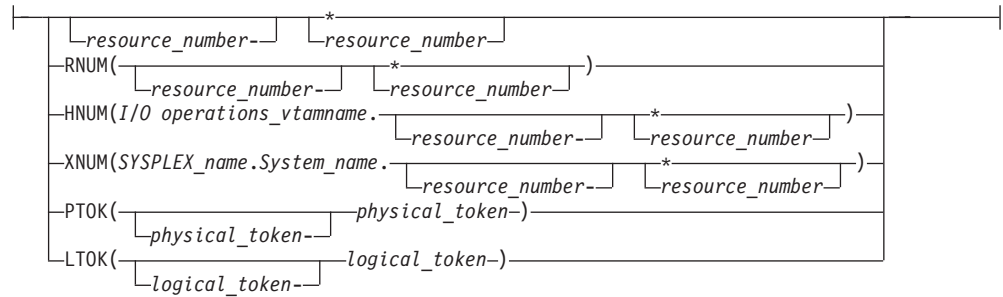 *
resource_number- resource_number
RNUM( * )
resource_number- resource_number
HNUM(I/O operations_vtamname. * )
resource_number- resource_number
XNUM(SYSPLEX_name.System_name. * )
resource_number- resource_number
PTOK( physical_token )
physical_token-
LTOK( logical_token )
logical_token-